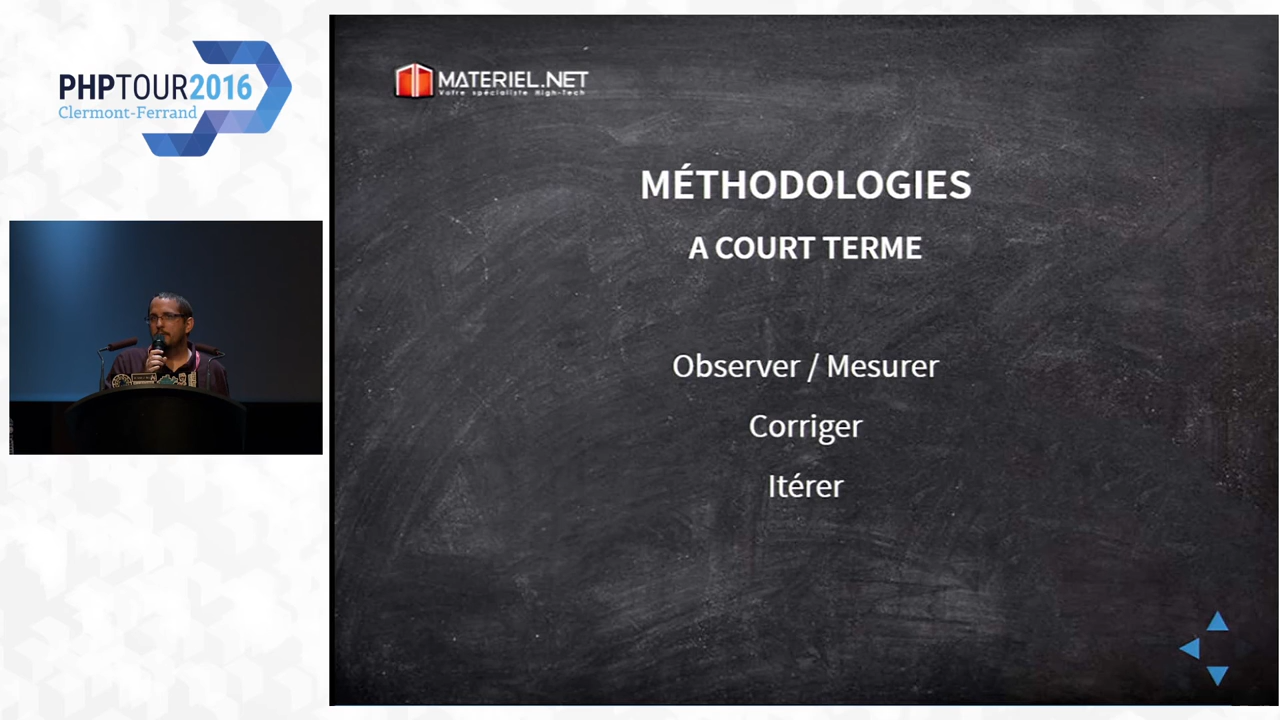 PHPTOUR2016
Clermont-Ferrand
MATERIEL.NET
Votre spécialiste High-Tech
MÉTHODOLOGIES
A COURT TERME
Observer / Mesurer
Corriger
Itérer